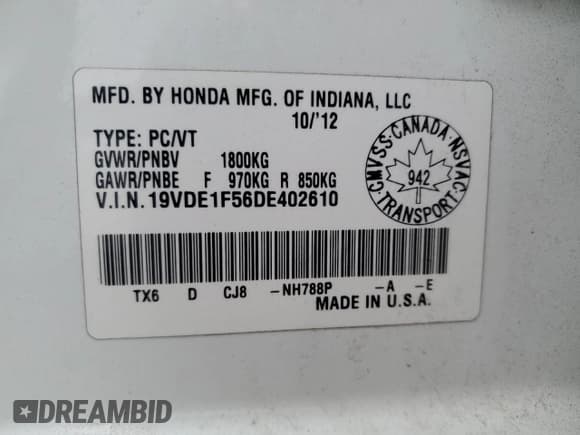 MFD. BY HONDA MFG. OF INDIANA, LLC
10/'12
TYPE: PC/VT
GVWR/PNBV 1800KG
GAWR/PNBE F 970KG R 850KG
V.I.N. 19VDE1F56DE402610
CMVSS · CANADA · NSVAC
942
TRANSPORT
TX6 D CJ8 -NH788P -A -E
MADE IN U.S.A.
DREAMBID